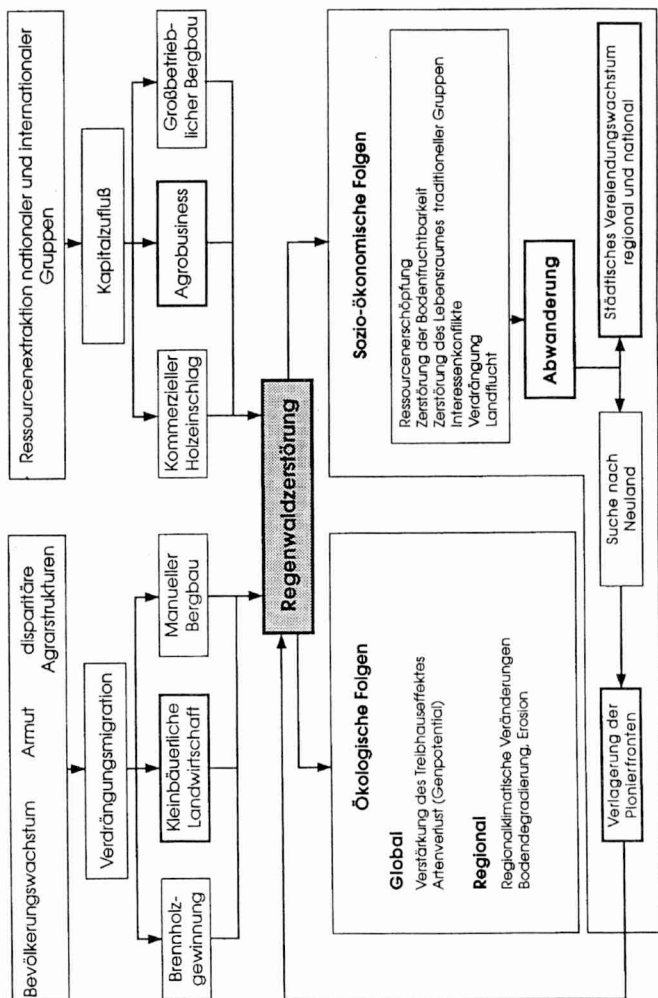 Bevölkerungswachstum Armut disparitäre
Agrarstrukturen
Ressourcenextraktion nationaler und internationaler
Gruppen
Verdrängungsmigration
Kapitalzufluß
Brennholz-
gewinnung
Kleinbäuerliche
Landwirtschaft
Manueller
Bergbau
Kommerzieller
Holzeinschlag
Agrobusiness
Großbetrieb-
licher Bergbau
Regenwaldzerstörung
Ökologische Folgen
Global
Verstärkung des Treibhauseffektes
Artenverlust (Genpotential)
Regional
Regionalklimatische Veränderungen
Bodendegradierung, Erosion
Sozio-ökonomische Folgen
Ressourcenerschöpfung
Zerstörung der Bodenfruchtbarkeit
Zerstörung des Lebensraumes traditioneller Gruppen
Interessenkonflikte
Verdrängung
Landflucht
Abwanderung
Verlagerung der
Pionierfronten
Suche nach
Neuland
Städtisches Verelendungswachstum
regional und national